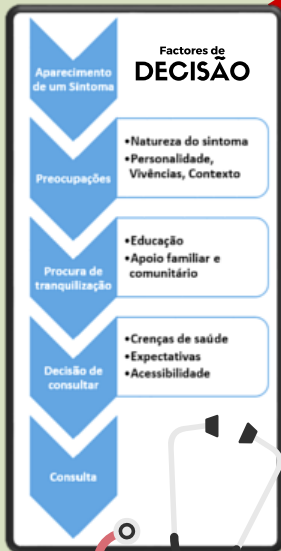 Factores de
DECISÃO
Aparecimento
de um Sintoma
Preocupações
•Natureza do sintoma
•Personalidade,
Vivências, Contexto
Procura de
tranquilização
•Educação
•Apoio familiar e
comunitário
Decisão de
consultar
•Crenças de saúde
•Expectativas
•Acessibilidade
Consulta